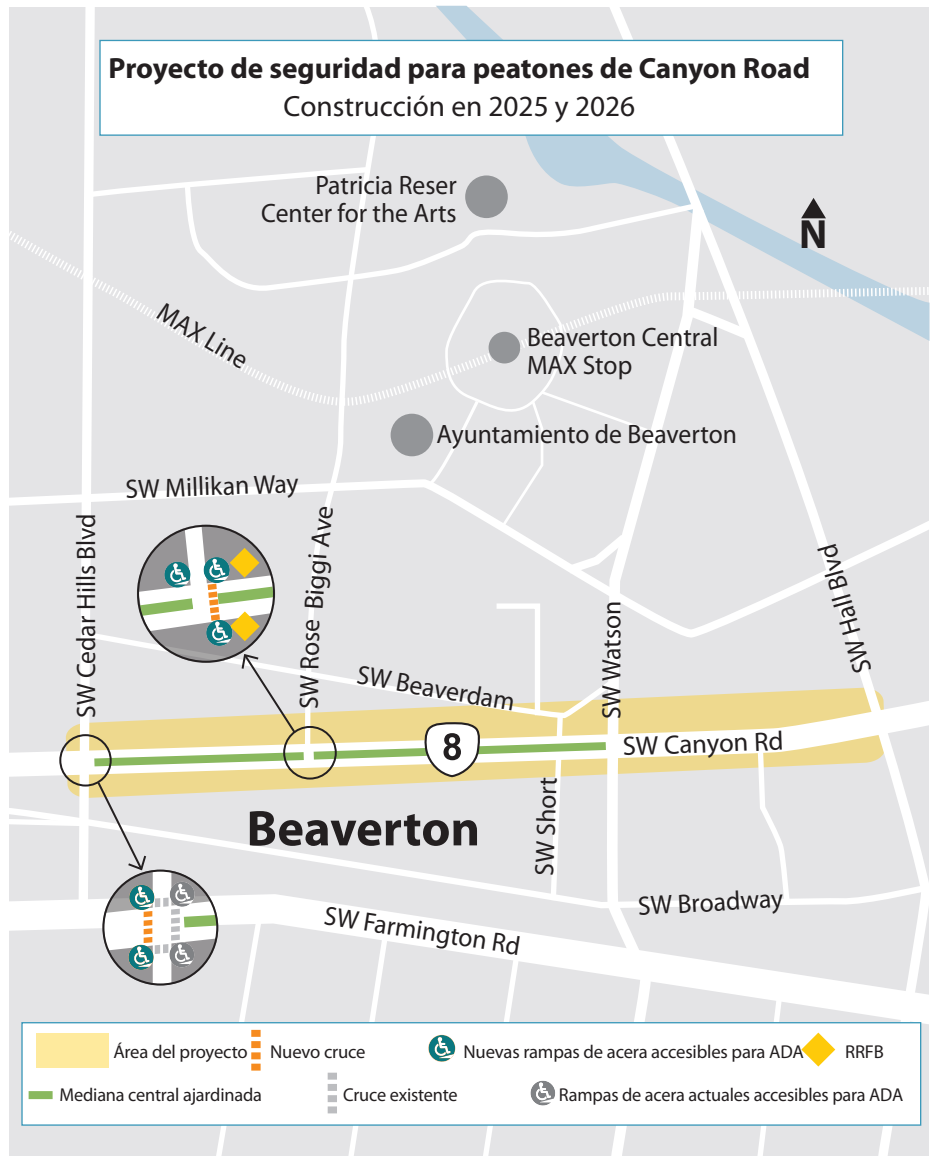 Proyecto de seguridad para peatones de Canyon Road
Construcción en 2025 y 2026
Patricia Reser
Center for the Arts
N
MAX Line
Beaverton Central
MAX Stop
Ayuntamiento de Beaverton
SW Millikan Way
SW Cedar Hills Blvd
SW Rose Biggi Ave
SW Beaverdam
SW Watson
SW Hall Blvd
8
SW Canyon Rd
Beaverton
SW Short
SW Broadway
SW Farmington Rd
Área del proyecto
Nuevo cruce
Nuevas rampas de acera accesibles para ADA
RRFB
Mediana central ajardinada
Cruce existente
Rampas de acera actuales accesibles para ADA